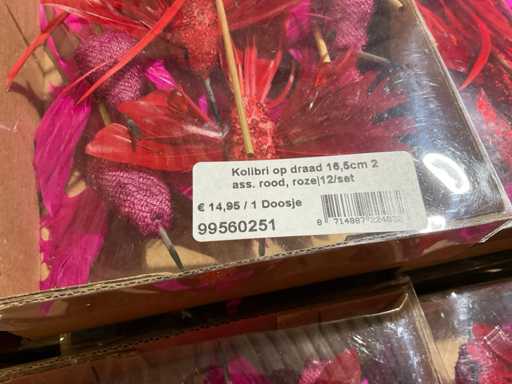 Kolibri op draad 16,5cm 2
ass. rood, roze|12/set
€ 14,95 / 1 Doosje
99560251